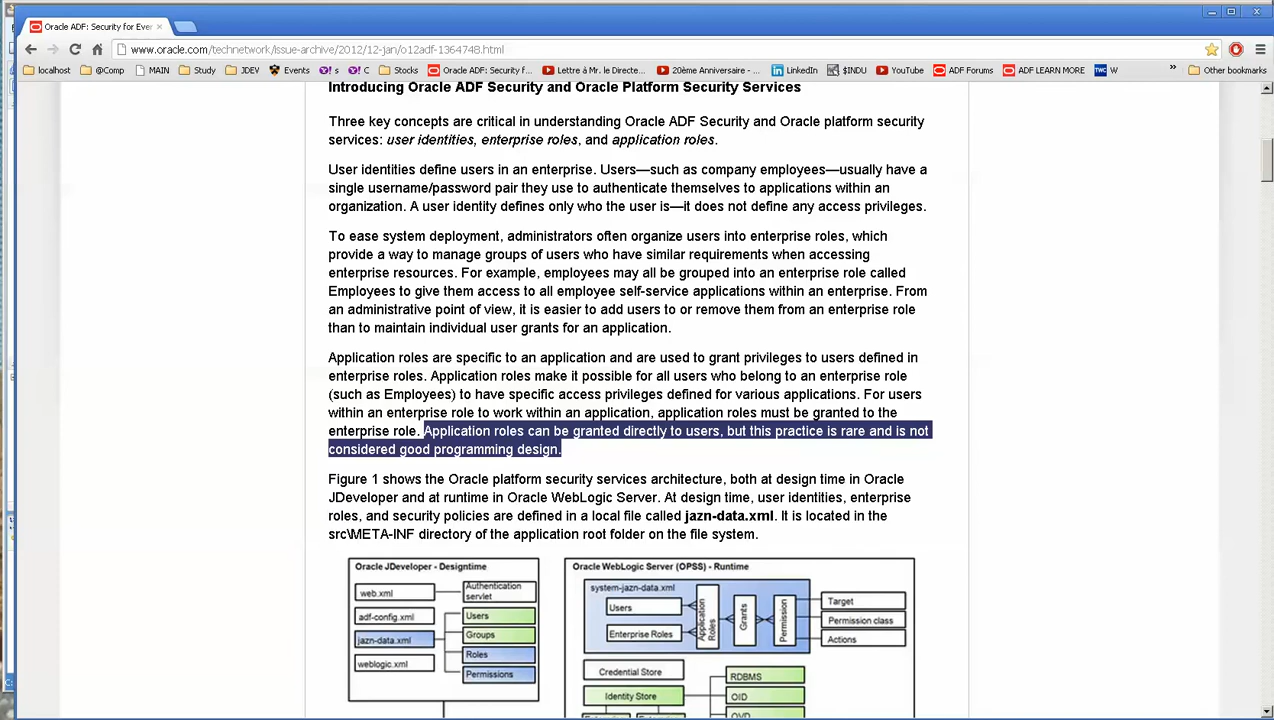 Oracle ADF: Security for Ever
www.oracle.com/technetwork/issue-archive/2012/12-jan/o12adf-1364748.html
localhost @Comp MAIN Study JDEV Events Y! s Y! C Stocks Oracle ADF: Security f... Lettre à Mr. le Directe... 20ème Anniversaire - ... LinkedIn $INDU YouTube ADF Forums ADF LEARN MORE TWC W » Other bookmarks
Introducing Oracle ADF Security and Oracle Platform Security Services
Three key concepts are critical in understanding Oracle ADF Security and Oracle platform security
services: user identities, enterprise roles, and application roles.
User identities define users in an enterprise. Users—such as company employees—usually have a
single username/password pair they use to authenticate themselves to applications within an
organization. A user identity defines only who the user is—it does not define any access privileges.
To ease system deployment, administrators often organize users into enterprise roles, which
provide a way to manage groups of users who have similar requirements when accessing
enterprise resources. For example, employees may all be grouped into an enterprise role called
Employees to give them access to all employee self-service applications within an enterprise. From
an administrative point of view, it is easier to add users to or remove them from an enterprise role
than to maintain individual user grants for an application.
Application roles are specific to an application and are used to grant privileges to users defined in
enterprise roles. Application roles make it possible for all users who belong to an enterprise role
(such as Employees) to have specific access privileges defined for various applications. For users
within an enterprise role to work within an application, application roles must be granted to the
enterprise role. Application roles can be granted directly to users, but this practice is rare and is not
considered good programming design.
Figure 1 shows the Oracle platform security services architecture, both at design time in Oracle
JDeveloper and at runtime in Oracle WebLogic Server. At design time, user identities, enterprise
roles, and security policies are defined in a local file called jazn-data.xml. It is located in the
src\META-INF directory of the application root folder on the file system.
Oracle JDeveloper - Designtime
web.xml
Authentication
servlet
adf-config.xml
Users
jazn-data.xml
Groups
weblogic.xml
Roles
Permissions
Oracle WebLogic Server (OPSS) - Runtime
system-jazn-data.xml
Users
Enterprise Roles
Application
Roles
Grants
Permission
Target
Permission class
Actions
Credential Store
Identity Store
RDBMS
OID
OVD